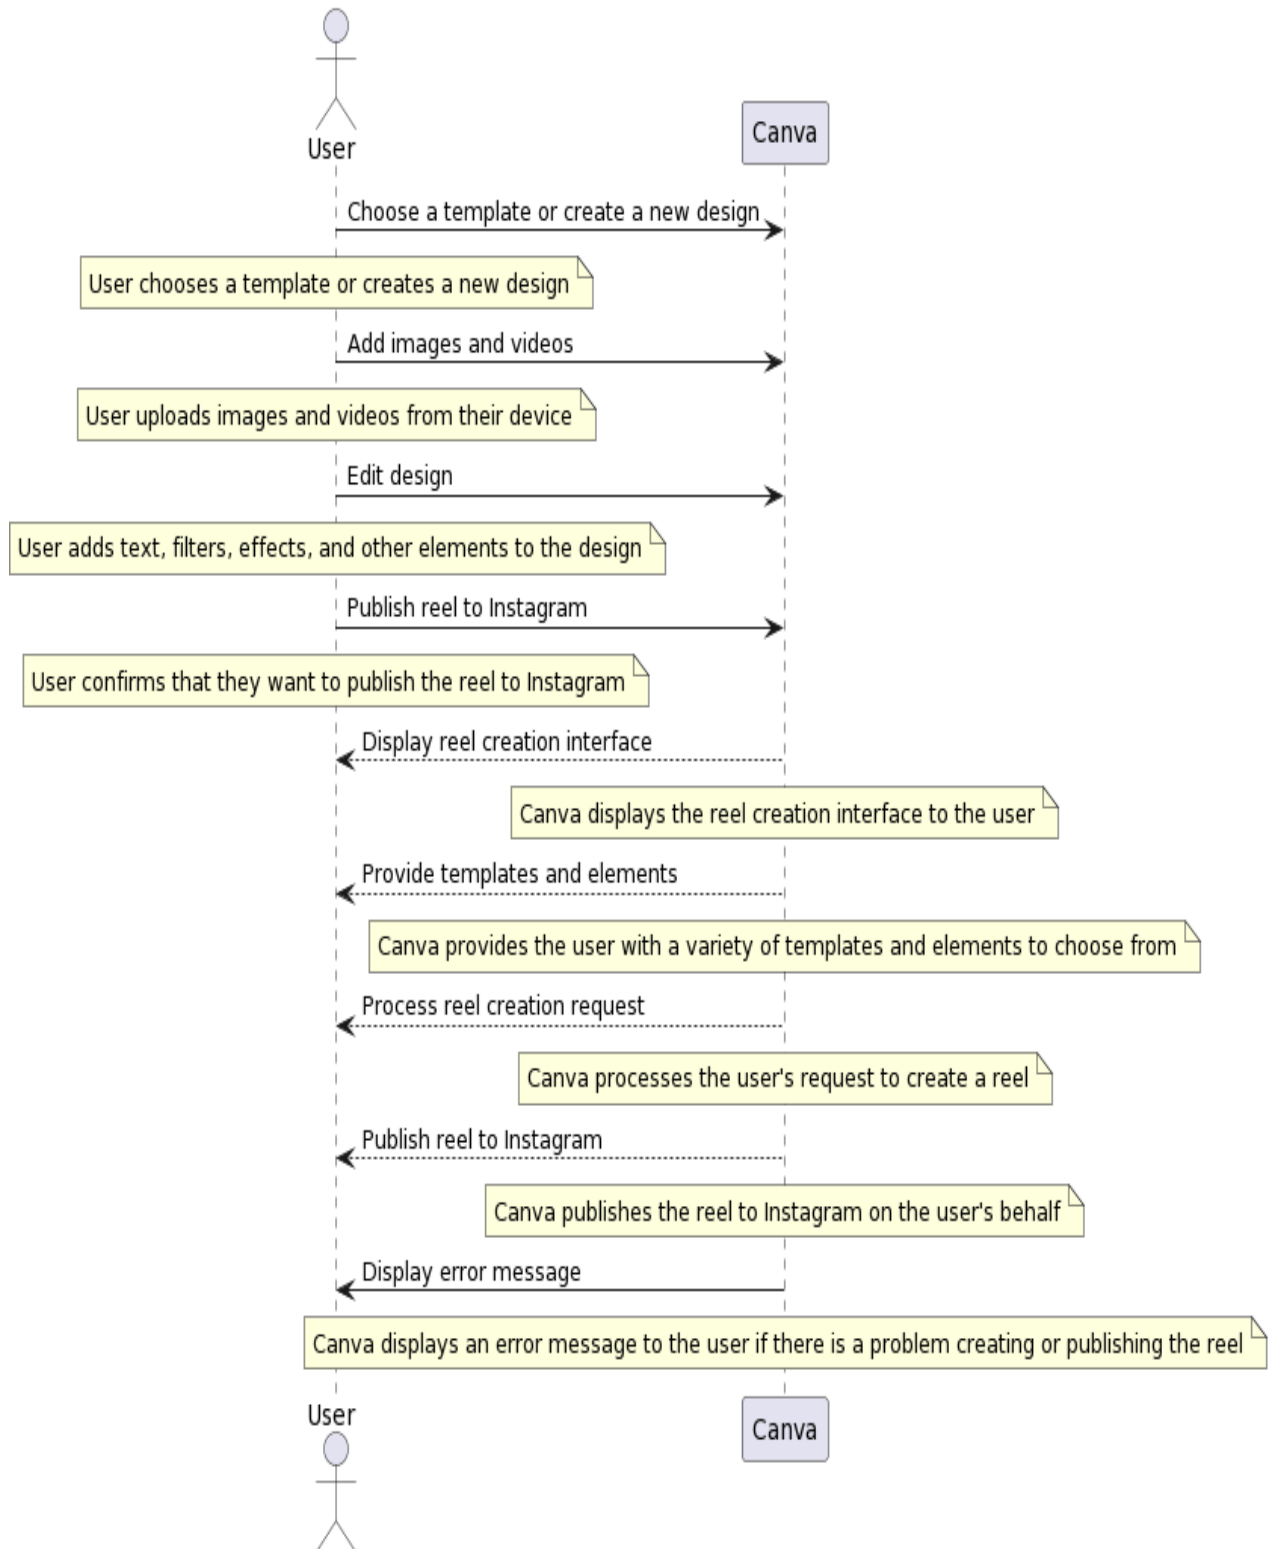 User
Canva
Choose a template or create a new design
User chooses a template or creates a new design
Add images and videos
User uploads images and videos from their device
Edit design
User adds text, filters, effects, and other elements to the design
Publish reel to Instagram
User confirms that they want to publish the reel to Instagram
Display reel creation interface
Canva displays the reel creation interface to the user
Provide templates and elements
Canva provides the user with a variety of templates and elements to choose from
Process reel creation request
Canva processes the user's request to create a reel
Publish reel to Instagram
Canva publishes the reel to Instagram on the user's behalf
Display error message
Canva displays an error message to the user if there is a problem creating or publishing the reel
User
Canva